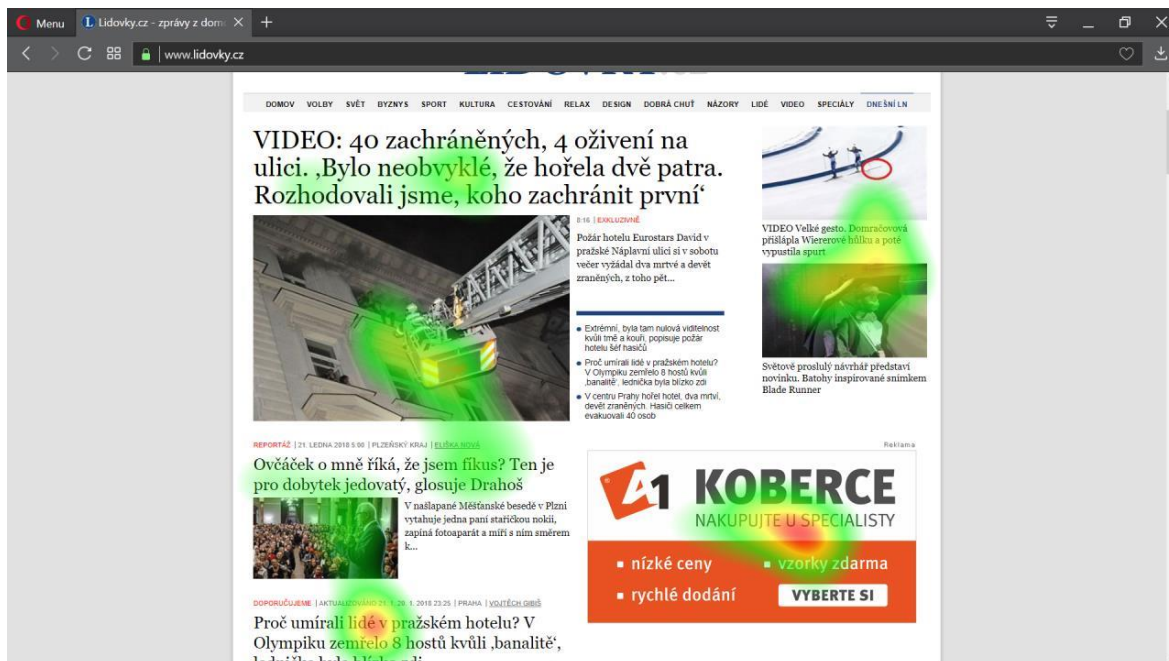 Menu
Lidovky.cz - zprávy z dom
www.lidovky.cz
DOMOV VOLBY SVĚT BYZNYS SPORT KULTURA CESTOVÁNÍ RELAX DESIGN DOBRÁ CHUŤ NÁZORY LIDÉ VIDEO SPECIÁLY DNEŠNÍ LN
VIDEO: 40 zachráněných, 4 oživení na
ulici. ‚Bylo neobvyklé, že hořela dvě patra.
Rozhodovali jsme, koho zachránit první‘
8:16 | EXKLUZIVNĚ
Požár hotelu Eurostars David v
pražské Náplavní ulici si v sobotu
večer vyžádal dva mrtvé a devět
zraněných, z toho pět...
Extrémní, byla tam nulová viditelnost
kvůli tmě a kouři, popisuje požár
hotelu šéf hasičů
Proč umírali lidé v pražském hotelu?
V Olympiku zemřelo 8 hostů kvůli
‚banalitě‘, lednička byla blízko zdi
V centru Prahy hořel hotel, dva mrtví,
devět zraněných. Hasiči celkem
evakuovali 40 osob
VIDEO Velké gesto. Domračovová
přišlápla Wiererové hůlku a poté
vypustila spurt
Světově proslulý návrhář představí
novinku. Batohy inspirované snímkem
Blade Runner
REPORTÁŽ | 21. LEDNA 2018 5:00 | PLZEŇSKÝ KRAJ | ELIŠKA NOVÁ
Ovčáček o mně říká, že jsem fíkus? Ten je
pro dobytek jedovatý, glosuje Drahoš
V našlapané Měšťanské besedě v Plzni
vytahuje jedna paní stařičkou nokii,
zapíná fotoaparát a míří s ním směrem
k...
Reklama
A1 KOBERCE
NAKUPUJTE U SPECIALISTY
nízké ceny
vzorky zdarma
rychlé dodání
VYBERTE SI
DOPORUČUJEME | AKTUALIZOVÁNO 21. 1. 20. 1. 2018 23:25 | PRAHA | VOJTĚCH GIBIŠ
Proč umírali lidé v pražském hotelu? V
Olympiku zemřelo 8 hostů kvůli ‚banalitě‘,